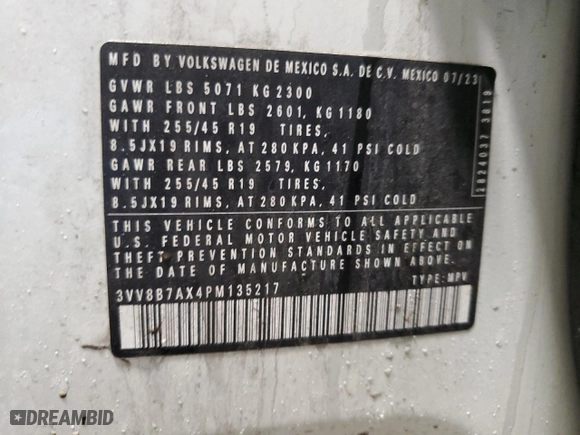 MFD BY VOLKSWAGEN DE MEXICO S.A. DE C.V. MEXICO 07/23
GVWR LBS 5071 KG 2300
GAWR FRONT LBS 2601, KG 1180
WITH 255/45 R19 TIRES,
8.5JX19 RIMS, AT 280 KPA, 41 PSI COLD
GAWR REAR LBS 2579, KG 1170
WITH 255/45 R19 TIRES,
8.5JX19 RIMS, AT 280 KPA, 41 PSI COLD
THIS VEHICLE CONFORMS TO ALL APPLICABLE
U.S. FEDERAL MOTOR VEHICLE SAFETY AND
THEFT PREVENTION STANDARDS IN EFFECT ON
THE DATE OF MANUFACTURE SHOWN ABOVE.
3VV8B7AX4PM135217
TYPE: MPV
2824037 3819
DREAMBID